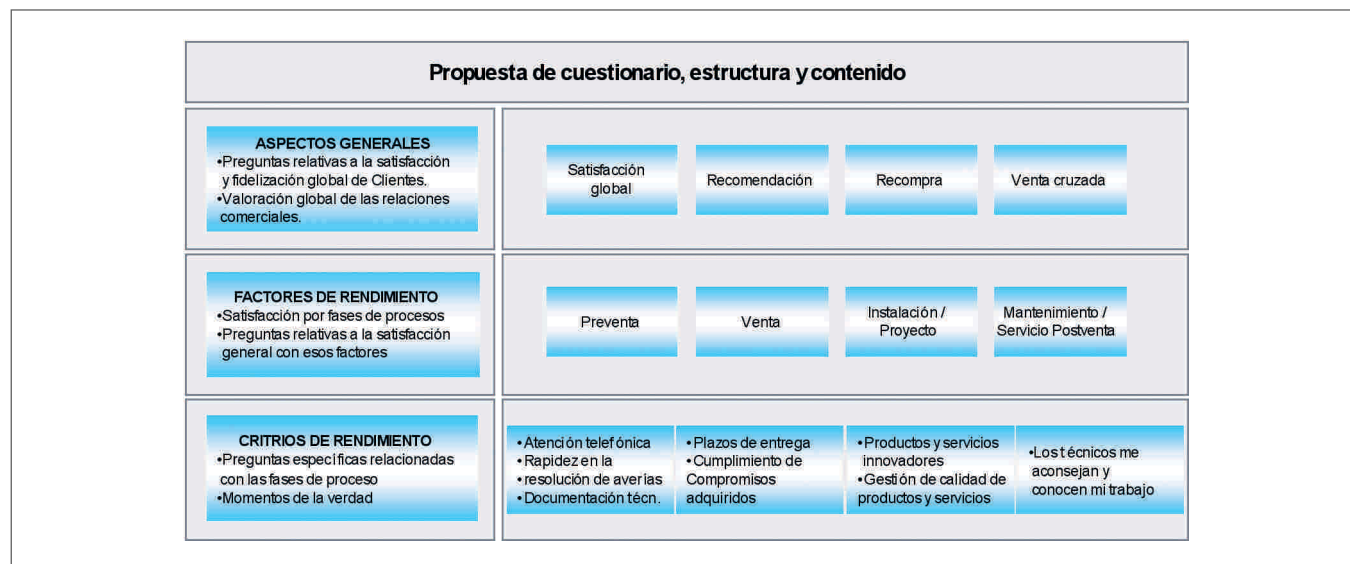 Propuesta de cuestionario, estructura y contenido
ASPECTOS GENERALES
•Preguntas relativas a la satisfacción
y fidelización global de Clientes.
•Valoración global de las relaciones
comerciales.
Satisfacción
global
Recomendación
Recompra
Venta cruzada
FACTORES DE RENDIMIENTO
•Satisfacción por fases de procesos
•Preguntas relativas a la satisfacción
general con esos factores
Preventa
Venta
Instalación /
Proyecto
Mantenimiento /
Servicio Postventa
CRITRIOS DE RENDIMIENTO
•Preguntas específicas relacionadas
con las fases de proceso
•Momentos de la verdad
•Atención telefónica
•Rapidez en la
•resolución de averías
•Documentación técn.
•Plazos de entrega
•Cumplimiento de
Compromisos
adquiridos
•Productos y servicios
innovadores
•Gestión de calidad de
productos y servicios
•Los técnicos me
aconsejan y
conocen mi trabajo